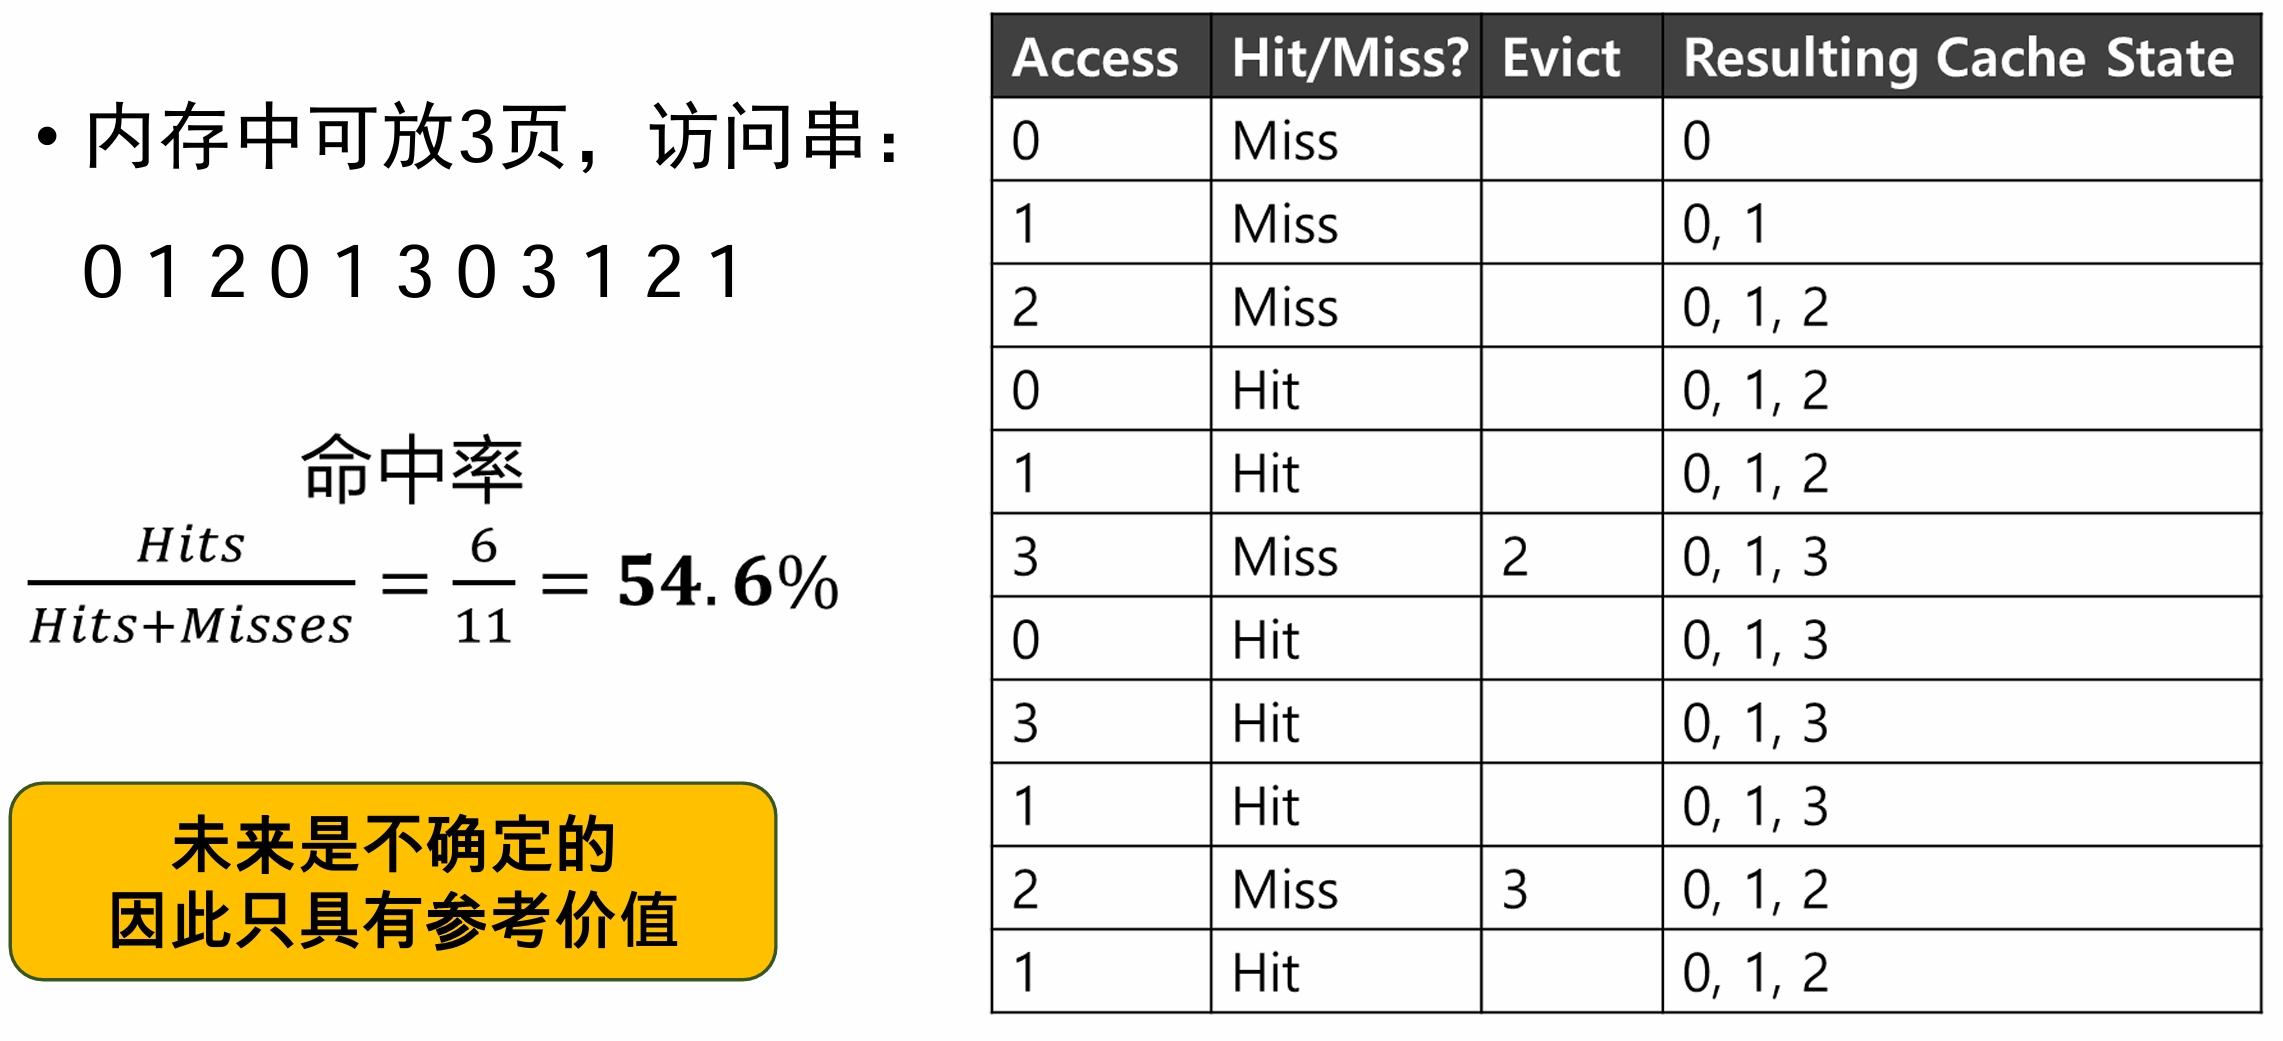 • 内存中可放3页，访问串：
0 1 2 0 1 3 0 3 1 2 1
命中率
Hits/Hits+Misses = 6/11 = 54.6%
未来是不确定的
因此只具有参考价值
Access Hit/Miss? Evict Resulting Cache State
0 Miss 0
1 Miss 0, 1
2 Miss 0, 1, 2
0 Hit 0, 1, 2
1 Hit 0, 1, 2
3 Miss 2 0, 1, 3
0 Hit 0, 1, 3
3 Hit 0, 1, 3
1 Hit 0, 1, 3
2 Miss 3 0, 1, 2
1 Hit 0, 1, 2